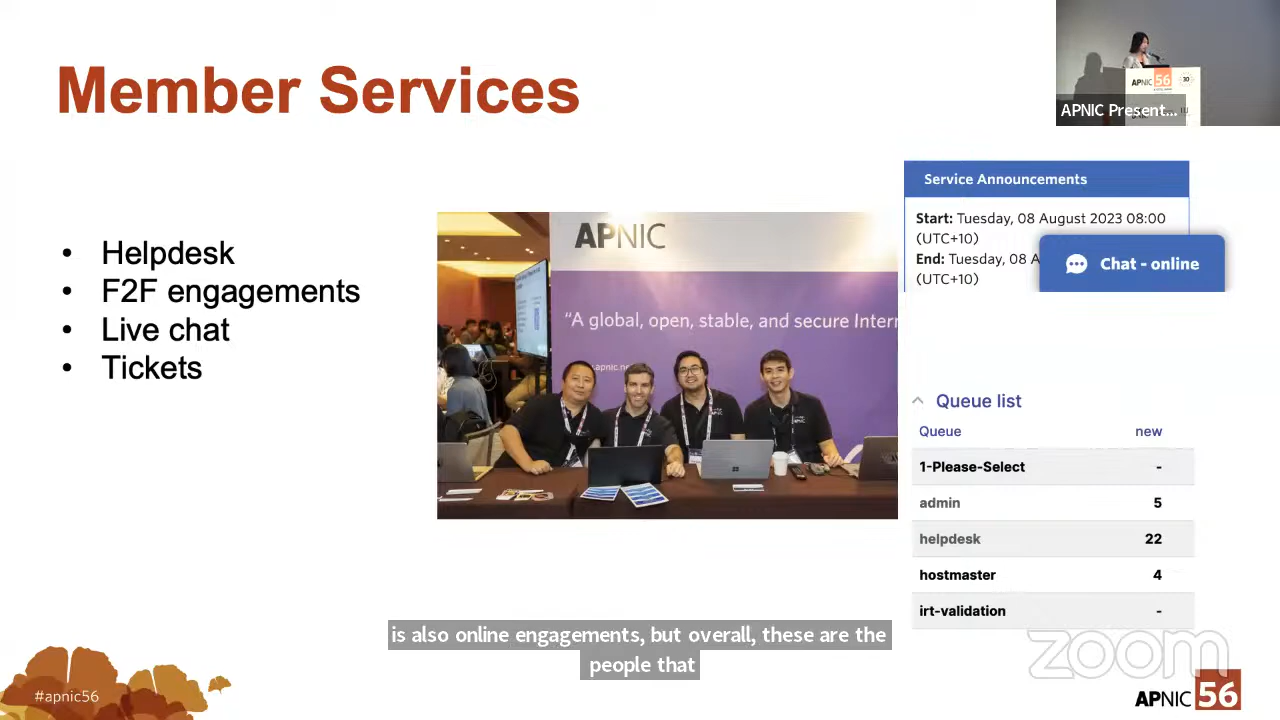 Member Services
APNIC 56
APNIC Present...
• Helpdesk
• F2F engagements
• Live chat
• Tickets
APNIC
“A global, open, stable, and secure Intern
Service Announcements
Start: Tuesday, 08 August 2023 08:00
(UTC+10)
End: Tuesday, 08 A
(UTC+10)
Chat - online
Queue list
Queue new
1-Please-Select -
admin 5
helpdesk 22
hostmaster 4
irt-validation -
is also online engagements, but overall, these are the
people that
zoom
#apnic56
APNIC 56